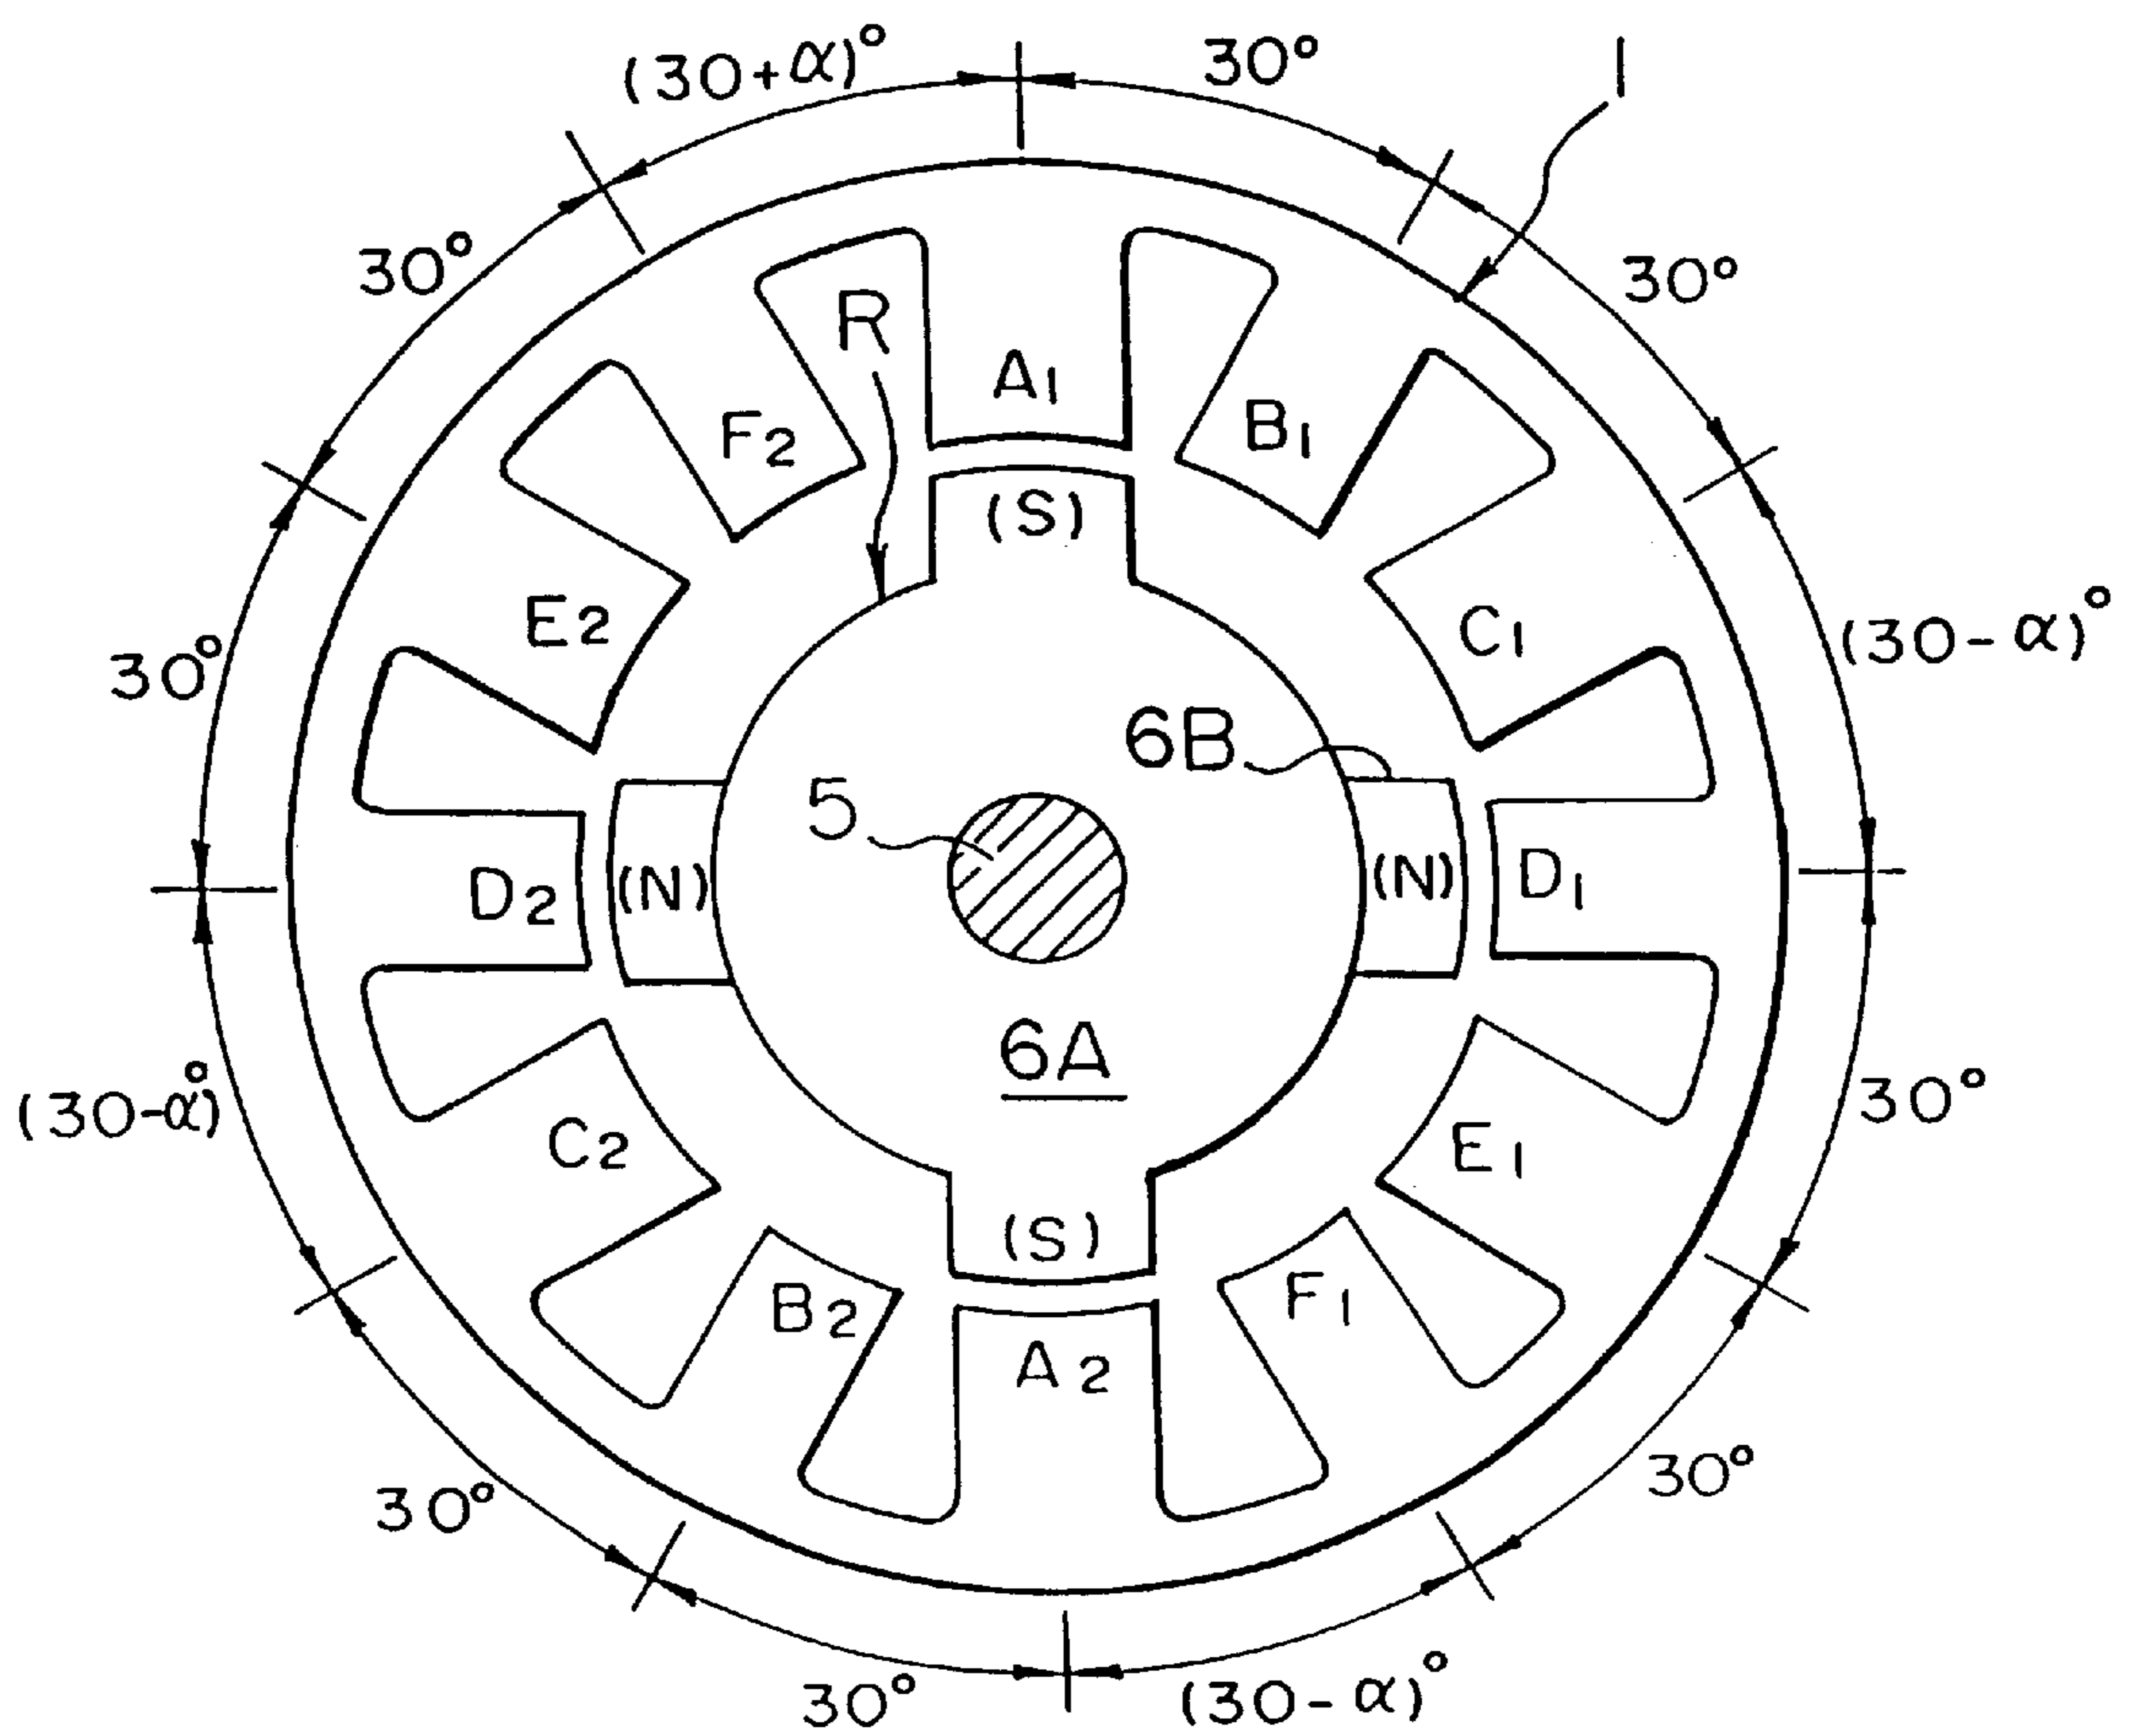 (30+α)°
30°
1
30°
30°
R
A1
F2
B1
(S)
E2
C1
30°
(30-α)°
6B
5
D2
(N)
(N)
D1
6A
(30-α)°
30°
C2
E1
(S)
B2
F1
A2
30°
30°
30°
(30-α)°